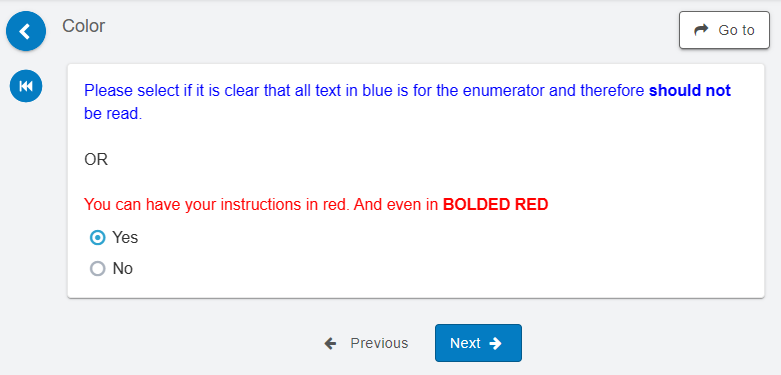 Color
Go to
Please select if it is clear that all text in blue is for the enumerator and therefore should not
be read.
OR
You can have your instructions in red. And even in BOLDED RED
Yes
No
Previous
Next